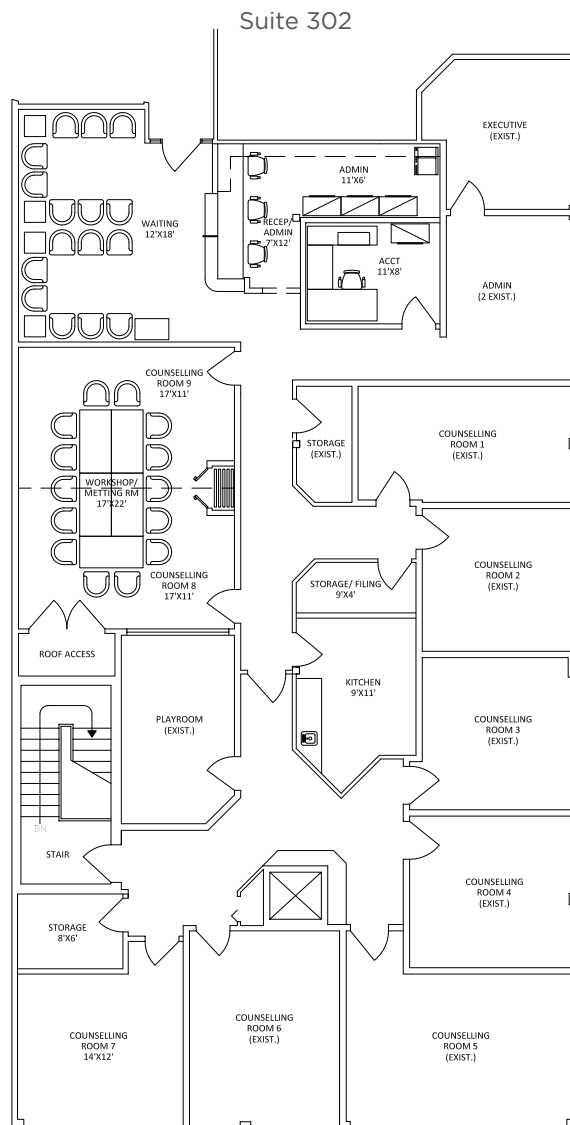 Suite 302
EXECUTIVE
(EXIST.)
ADMIN
11'X6'
WAITING
12'X18'
RECEP/
ADMIN
7'X12'
ACCT
11'X8'
ADMIN
(2 EXIST.)
COUNSELLING
ROOM 9
17'X11'
STORAGE
(EXIST.)
COUNSELLING
ROOM 1
(EXIST.)
WORKSHOP/
METTING RM
17'X22'
COUNSELLING
ROOM 8
17'X11'
STORAGE/ FILING
9'X4'
COUNSELLING
ROOM 2
(EXIST.)
ROOF ACCESS
KITCHEN
9'X11'
PLAYROOM
(EXIST.)
COUNSELLING
ROOM 3
(EXIST.)
DN
STAIR
COUNSELLING
ROOM 4
(EXIST.)
STORAGE
8'X6'
COUNSELLING
ROOM 7
14'X12'
COUNSELLING
ROOM 6
(EXIST.)
COUNSELLING
ROOM 5
(EXIST.)